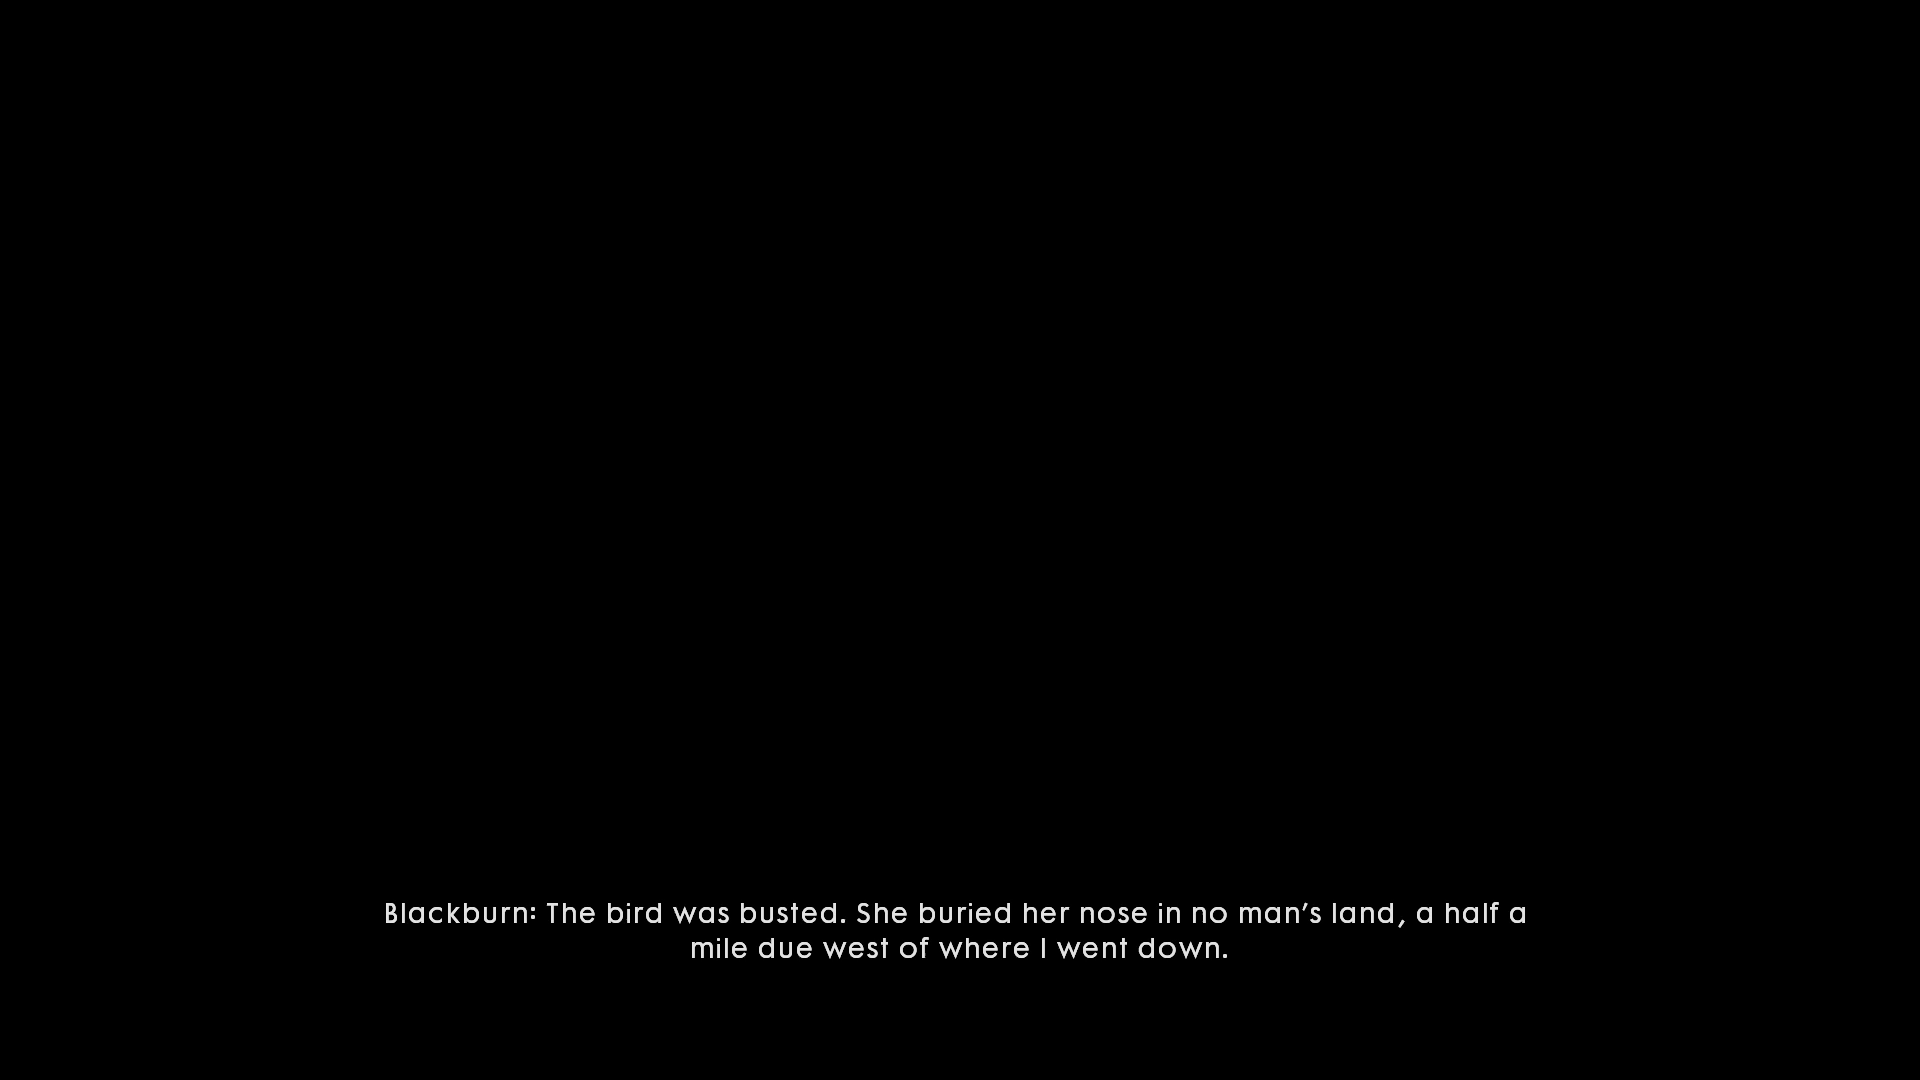 Blackburn: The bird was busted. She buried her nose in no man's land, a half a
mile due west of where I went down.